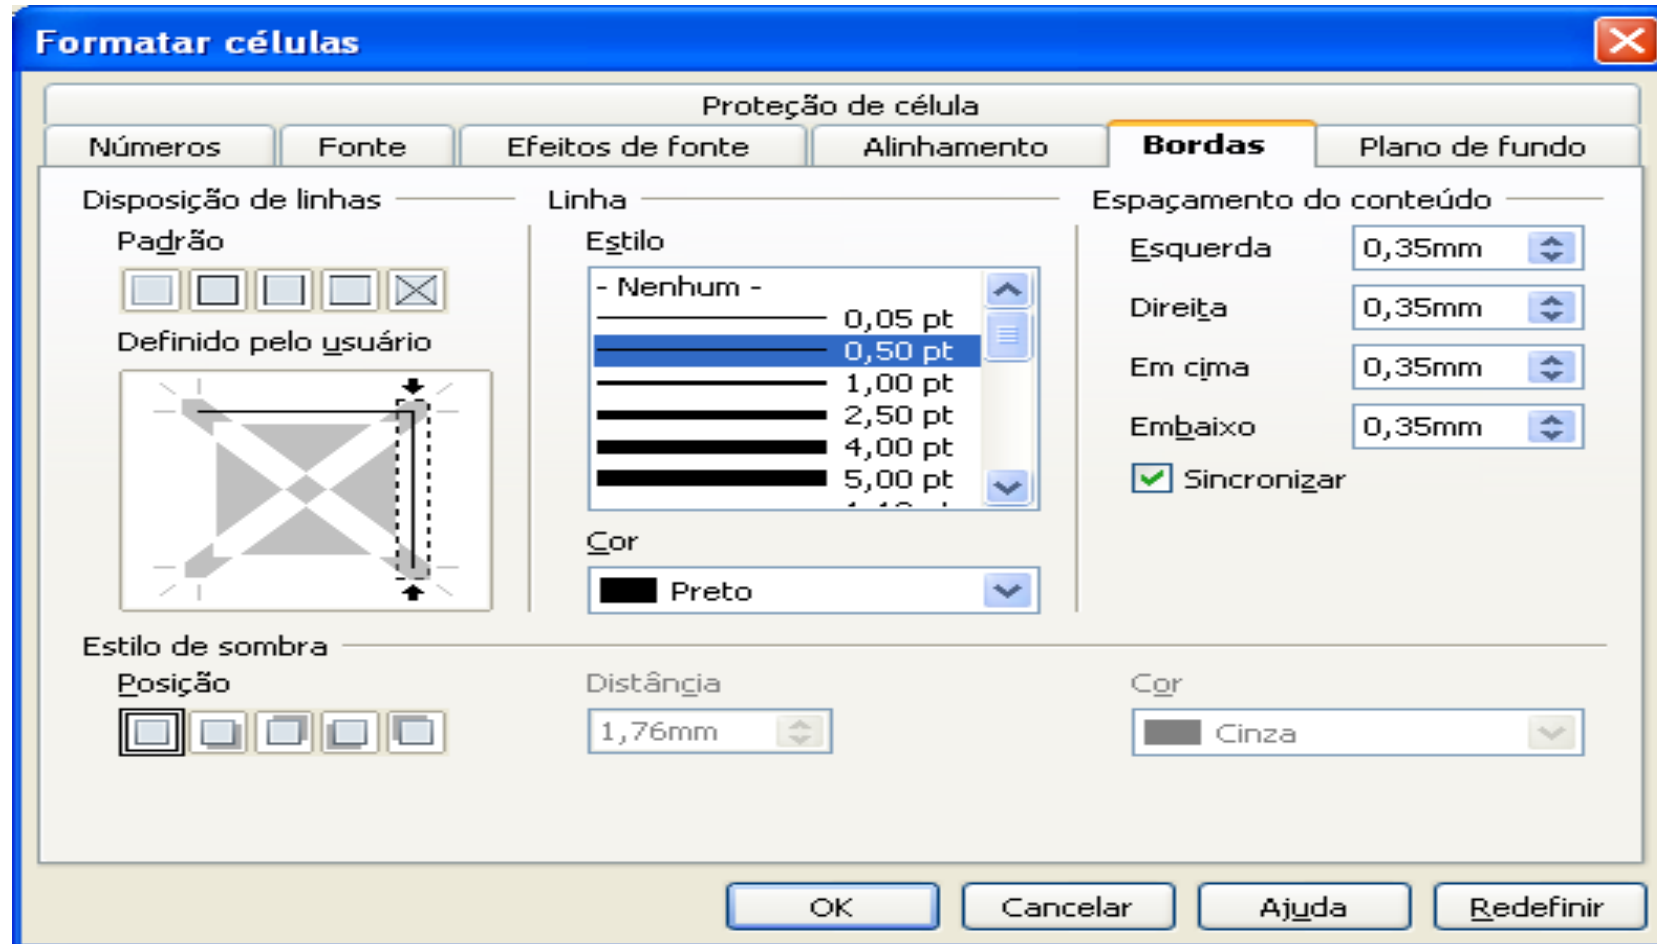 Formatar células
Proteção de célula
Números Fonte Efeitos de fonte Alinhamento Bordas Plano de fundo
Disposição de linhas
Padrão
Definido pelo usuário
Linha
Estilo
- Nenhum -
0,05 pt
0,50 pt
1,00 pt
2,50 pt
4,00 pt
5,00 pt
Cor
Preto
Espaçamento do conteúdo
Esquerda 0,35mm
Direita 0,35mm
Em cima 0,35mm
Embaixo 0,35mm
Sincronizar
Estilo de sombra
Posição
Distância
1,76mm
Cor
Cinza
OK Cancelar Ajuda Redefinir